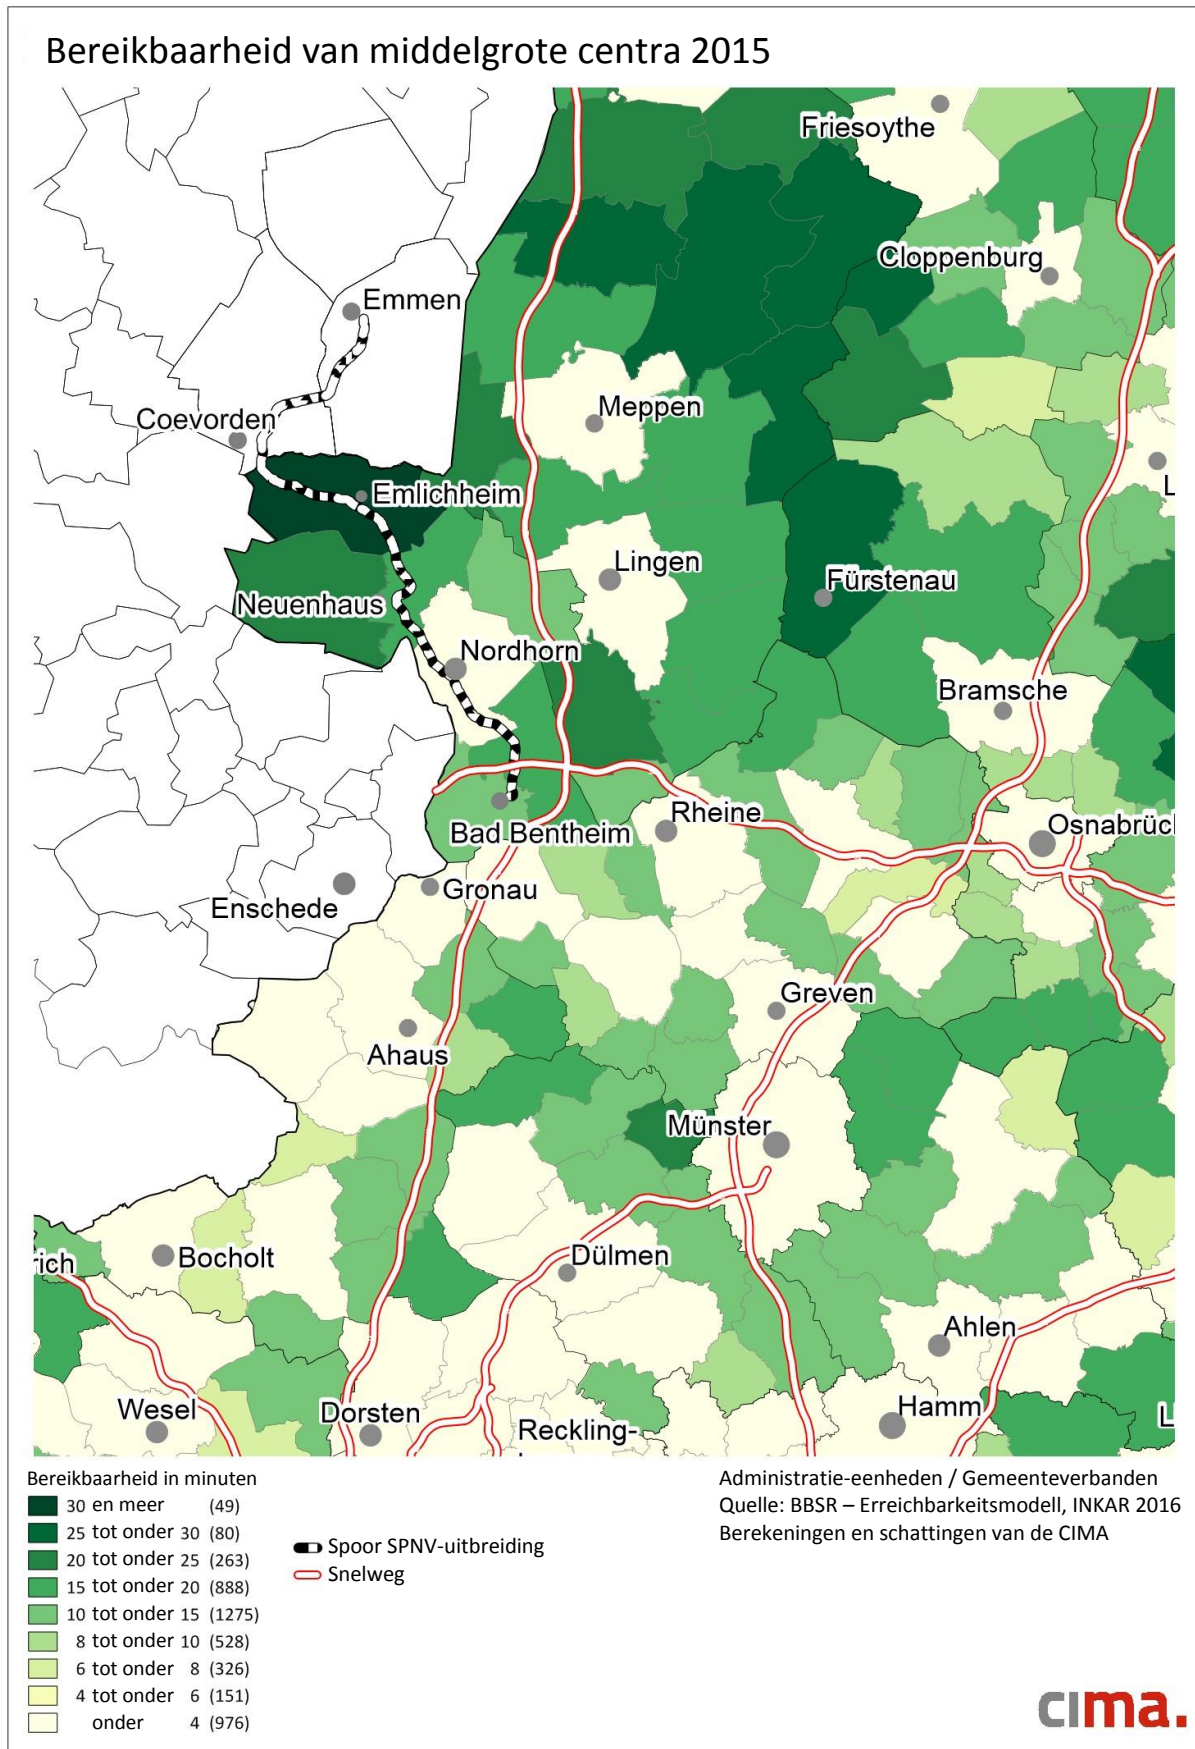 Bereikbaarheid van middelgrote centra 2015
Friesoythe
Cloppenburg
Emmen
Meppen
Coevorden
L
Emlichheim
Lingen
Fürstenau
Neuenhaus
Nordhorn
Bramsche
Rheine
Osnabrüc
Bad Bentheim
Gronau
Enschede
Greven
Ahaus
Münster
rich
Bocholt
Dülmen
Ahlen
Wesel
Dorsten
Hamm
L
Reckling-
Bereikbaarheid in minuten
30 en meer (49)
25 tot onder 30 (80)
20 tot onder 25 (263)
15 tot onder 20 (888)
10 tot onder 15 (1275)
8 tot onder 10 (528)
6 tot onder 8 (326)
4 tot onder 6 (151)
onder 4 (976)
Spoor SPNV-uitbreiding
Snelweg
Administratie-eenheden / Gemeenteverbanden
Quelle: BBSR – Erreichbarkeitsmodell, INKAR 2016
Berekeningen en schattingen van de CIMA
cima.